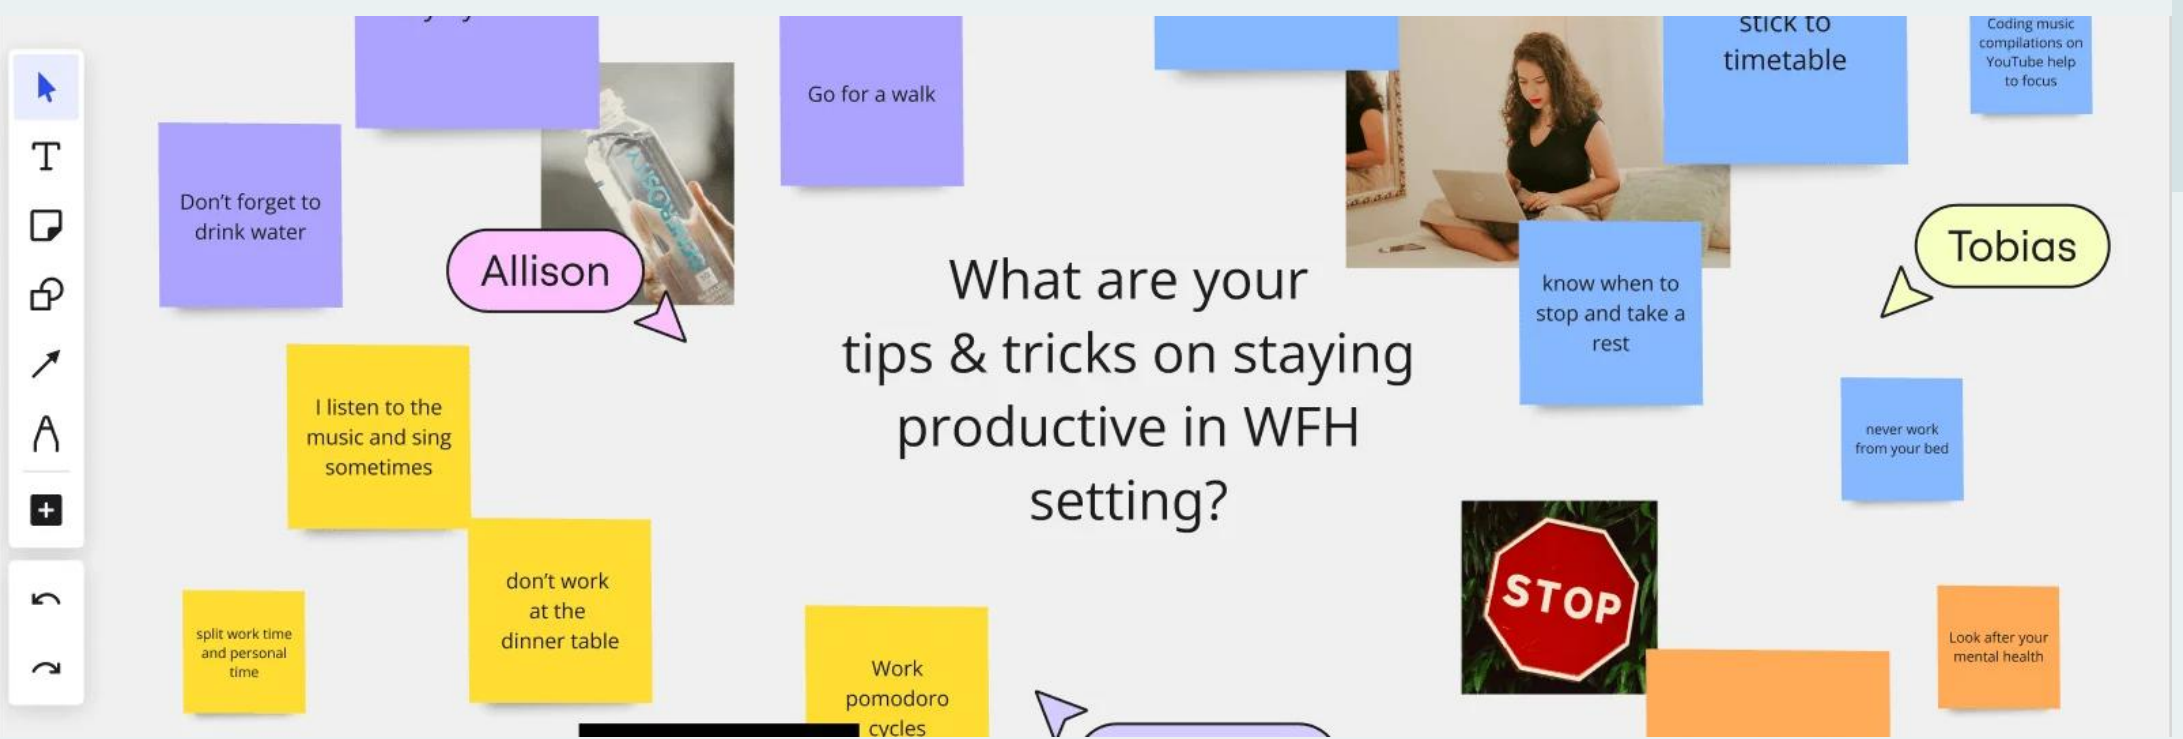 stick to
timetable
Coding music
compilations on
YouTube help
to focus
Go for a walk
Don't forget to
drink water
Allison
Tobias
What are your
tips & tricks on staying
productive in WFH
setting?
know when to
stop and take a
rest
I listen to the
music and sing
sometimes
never work
from your bed
don't work
at the
dinner table
STOP
split work time
and personal
time
Look after your
mental health
Work
pomodoro
cycles